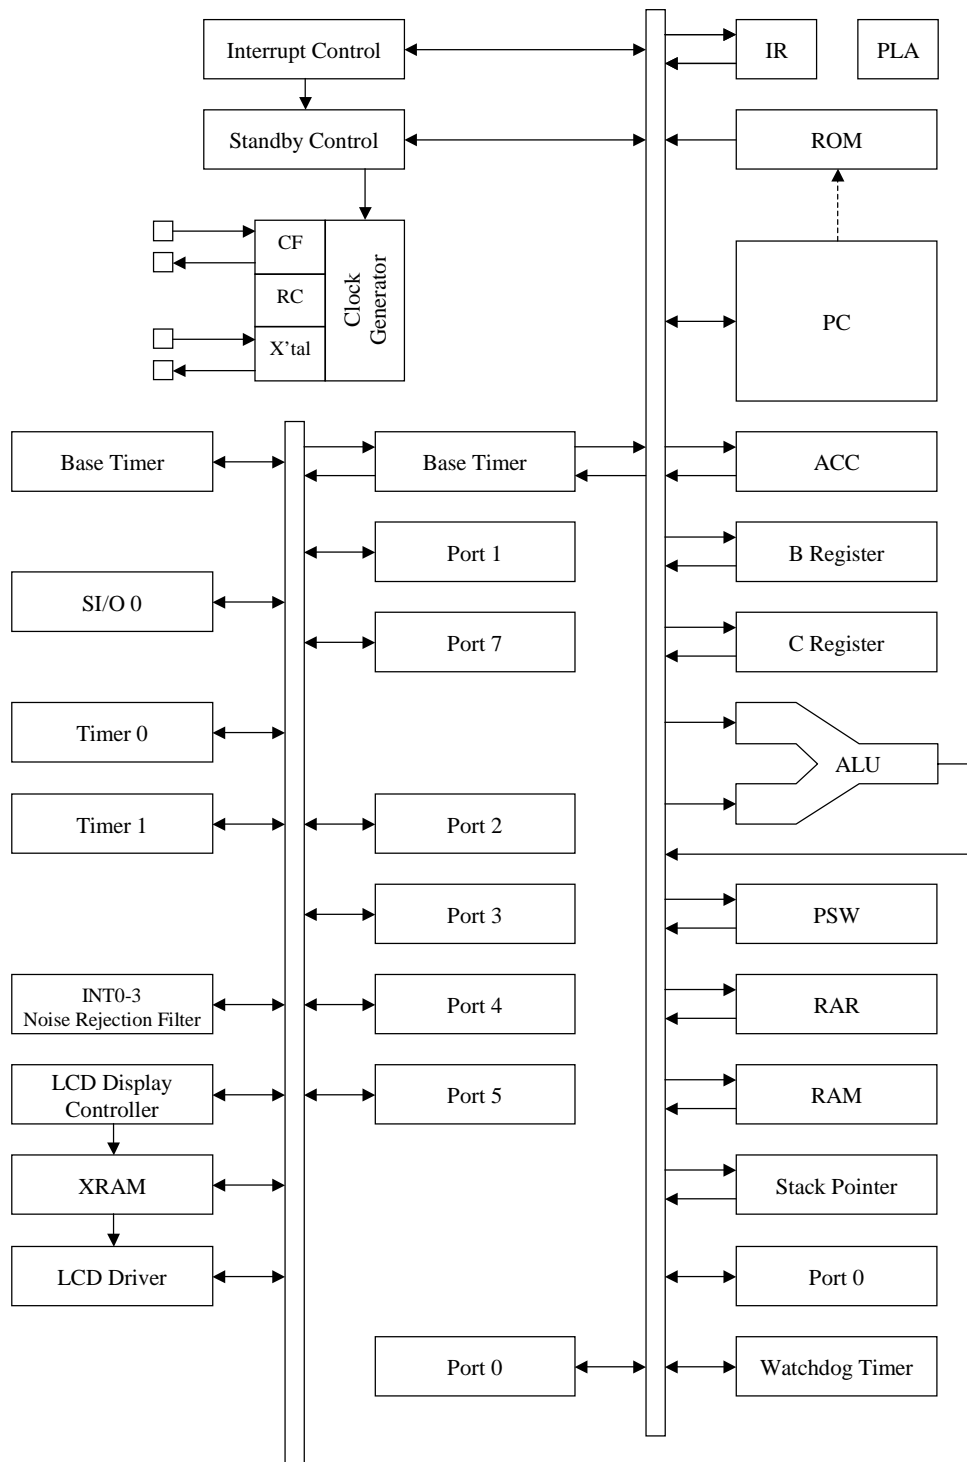 Interrupt Control
IR
PLA
Standby Control
ROM
CF
RC
X’tal
Clock
Generator
PC
Base Timer
Base Timer
ACC
Port 1
B Register
SI/O 0
Port 7
C Register
Timer 0
ALU
Timer 1
Port 2
Port 3
PSW
INT0-3
Noise Rejection Filter
Port 4
RAR
LCD Display
Controller
Port 5
RAM
XRAM
Stack Pointer
LCD Driver
Port 0
Port 0
Watchdog Timer